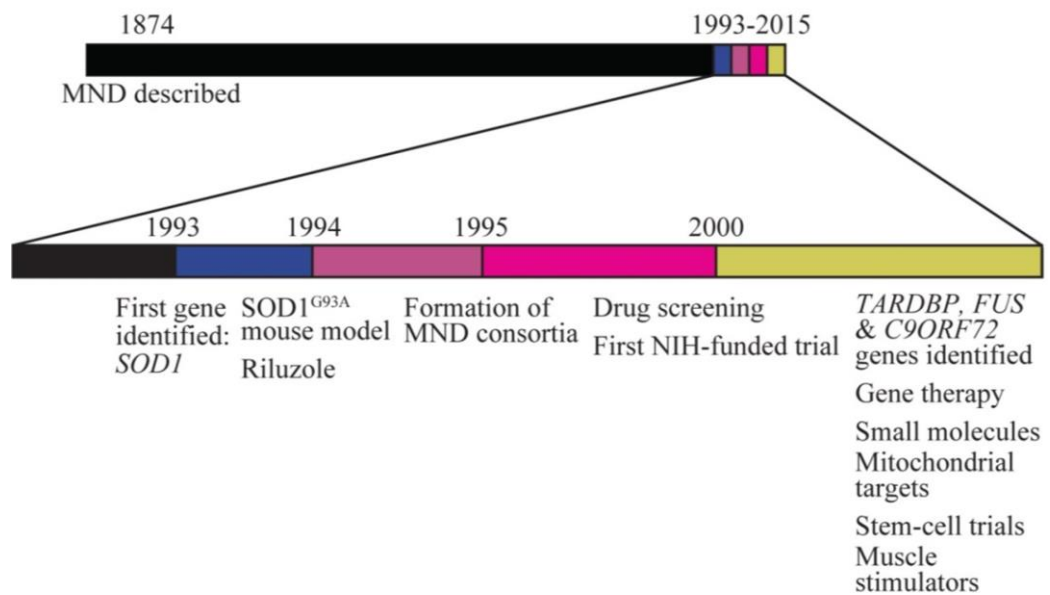 1874
1993-2015
MND described
1993
1994
1995
2000
First gene
identified:
SOD1
SOD1G93A
mouse model
Riluzole
Formation of
MND consortia
Drug screening
First NIH-funded trial
TARDBP, FUS
& C9ORF72
genes identified
Gene therapy
Small molecules
Mitochondrial
targets
Stem-cell trials
Muscle
stimulators